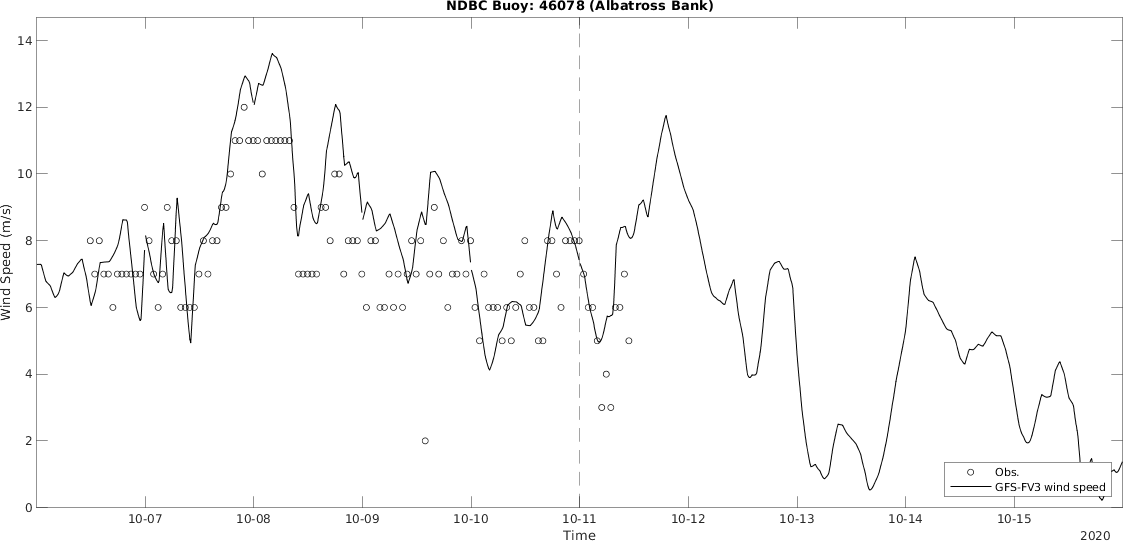 NDBC Buoy: 46078 (Albatross Bank)
14
12
10
8
6
4
2
0
Wind Speed (m/s)
10-07 10-08 10-09 10-10 10-11 10-12 10-13 10-14 10-15
Time
2020
Obs.
GFS-FV3 wind speed